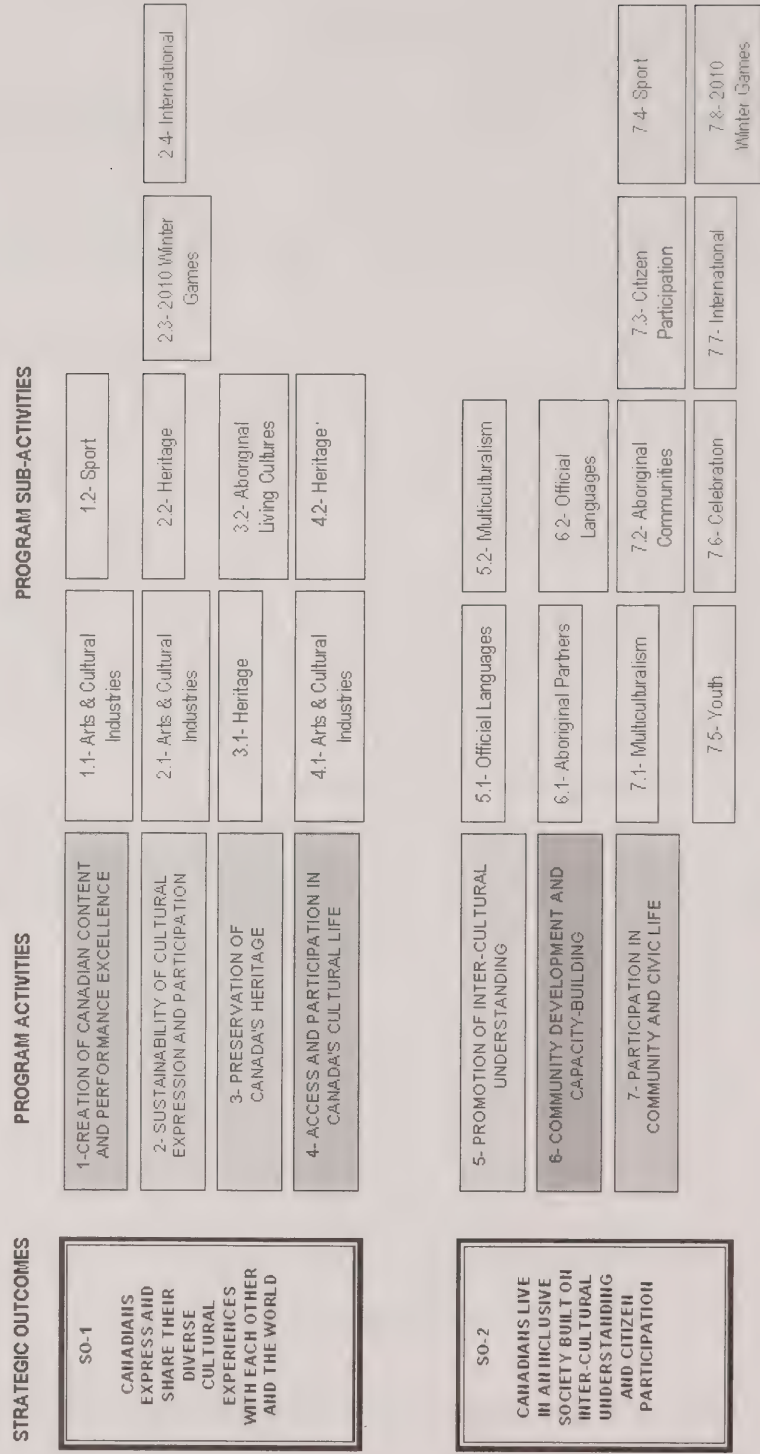 STRATEGIC OUTCOMES
PROGRAM ACTIVITIES
PROGRAM SUB-ACTIVITIES
SO-1
CANADIANS
EXPRESS AND
SHARE THEIR
DIVERSE
CULTURAL
EXPERIENCES
WITH EACH OTHER
AND THE WORLD
1-CREATION OF CANADIAN CONTENT
AND PERFORMANCE EXCELLENCE
1.1- Arts & Cultural
Industries
1.2- Sport
2- SUSTAINABILITY OF CULTURAL
EXPRESSION AND PARTICIPATION
2.1- Arts & Cultural
Industries
2.2- Heritage
2.3- 2010 Winter
Games
2.4- International
3- PRESERVATION OF
CANADA'S HERITAGE
3.1- Heritage
3.2- Aboriginal
Living Cultures
4- ACCESS AND PARTICIPATION IN
CANADA'S CULTURAL LIFE
4.1- Arts & Cultural
Industries
4.2- Heritage
SO-2
CANADIANS LIVE
IN AN INCLUSIVE
SOCIETY BUILT ON
INTER-CULTURAL
UNDERSTANDING
AND CITIZEN
PARTICIPATION
5- PROMOTION OF INTER-CULTURAL
UNDERSTANDING
5.1- Official Languages
5.2- Multiculturalism
6- COMMUNITY DEVELOPMENT AND
CAPACITY-BUILDING
6.1- Aboriginal Partners
6.2- Official
Languages
7- PARTICIPATION IN
COMMUNITY AND CIVIC LIFE
7.1- Multiculturalism
7.2- Aboriginal
Communities
7.3- Citizen
Participation
7.4- Sport
7.5- Youth
7.6- Celebration
7.7- International
7.8- 2010
Winter Games